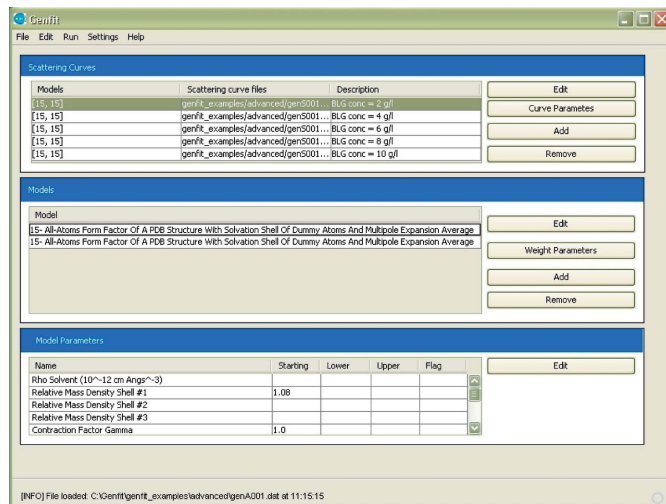 Genfit
File Edit Run Settings Help
Scattering Curves
Models Scattering curve files Description
[15, 15] genfit_examples/advanced/genS001... BLG conc = 2 g/l
[15, 15] genfit_examples/advanced/genS001... BLG conc = 4 g/l
[15, 15] genfit_examples/advanced/genS001... BLG conc = 6 g/l
[15, 15] genfit_examples/advanced/genS001... BLG conc = 8 g/l
[15, 15] genfit_examples/advanced/genS001... BLG conc = 10 g/l
Edit
Curve Parametes
Add
Remove
Models
Model
15- All-Atoms Form Factor Of A PDB Structure With Solvation Shell Of Dummy Atoms And Multipole Expansion Average
15- All-Atoms Form Factor Of A PDB Structure With Solvation Shell Of Dummy Atoms And Multipole Expansion Average
Edit
Weight Parameters
Add
Remove
Model Parameters
Name Starting Lower Upper Flag
Rho Solvent (10^-12 cm Angs^-3)
Relative Mass Density Shell #1 1.08
Relative Mass Density Shell #2
Relative Mass Density Shell #3
Contraction Factor Gamma 1.0
Edit
[INFO] File loaded: C:\Genfit\genfit_examples\advanced\genA001.dat at 11:15:15